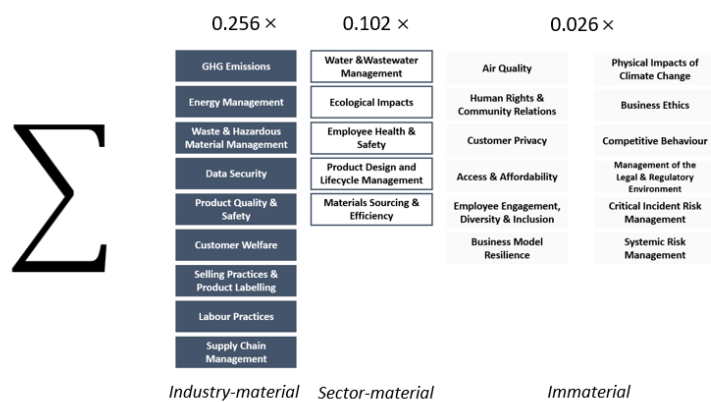 0.256 ×
0.102 ×
0.026 ×
∑
GHG Emissions
Energy Management
Waste & Hazardous
Material Management
Data Security
Product Quality &
Safety
Customer Welfare
Selling Practices &
Product Labelling
Labour Practices
Supply Chain
Management
Industry-material
Water &Wastewater
Management
Ecological Impacts
Employee Health &
Safety
Product Design and
Lifecycle Management
Materials Sourcing &
Efficiency
Sector-material
Air Quality
Human Rights &
Community Relations
Customer Privacy
Access & Affordability
Employee Engagement,
Diversity & Inclusion
Business Model
Resilience
Physical Impacts of
Climate Change
Business Ethics
Competitive Behaviour
Management of the
Legal & Regulatory
Environment
Critical Incident Risk
Management
Systemic Risk
Management
Immaterial